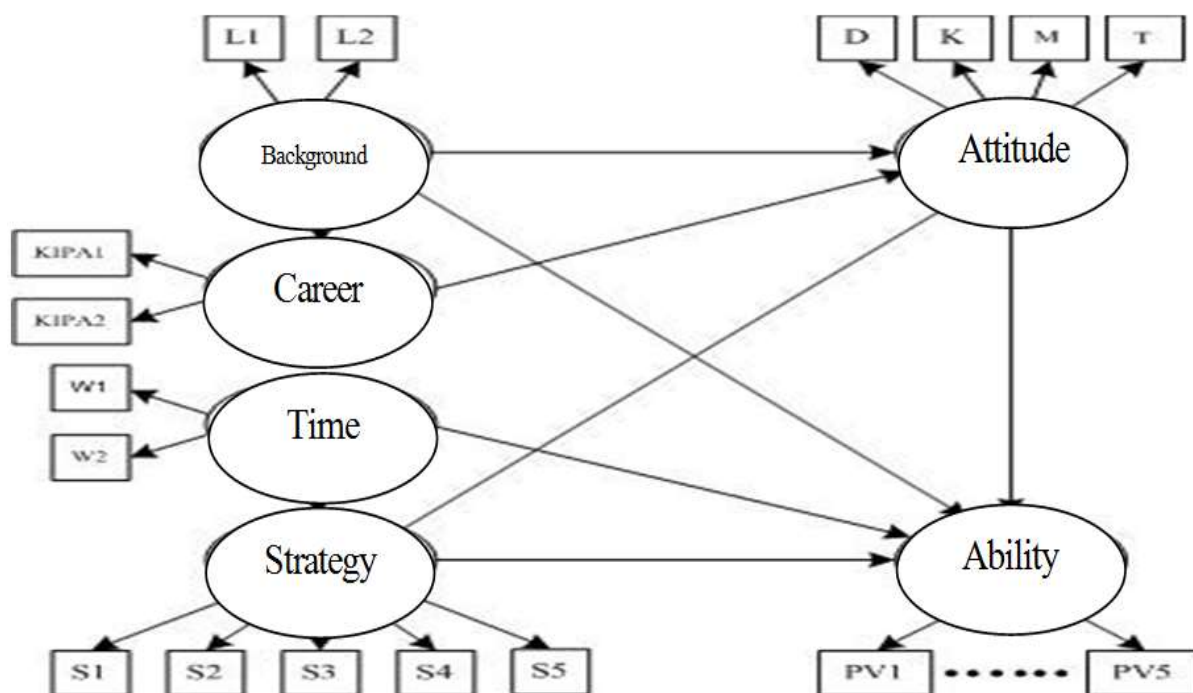 L1 L2
D K M T
Background
Attitude
KIPA1
Career
KIPA2
W1
Time
W2
Strategy
Ability
S1 S2 S3 S4 S5
PV1 PV5